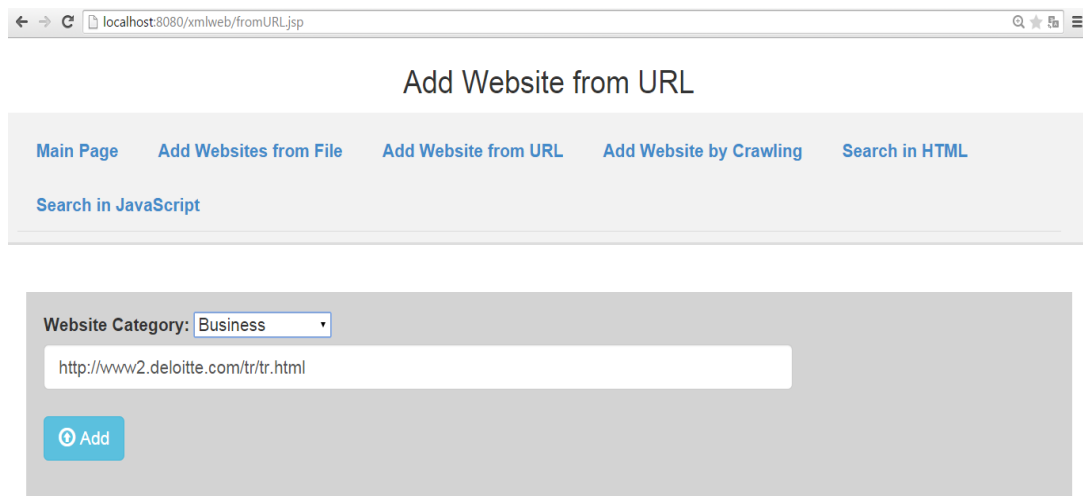 localhost:8080/xmlweb/fromURL.jsp
Add Website from URL
Main Page Add Websites from File Add Website from URL Add Website by Crawling Search in HTML
Search in JavaScript
Website Category: Business
http://www2.deloitte.com/tr/tr.html
Add